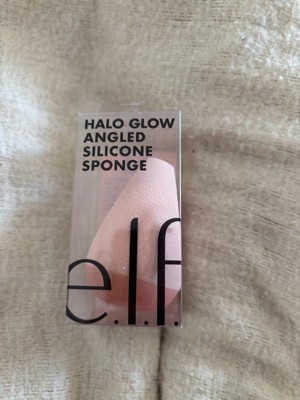 HALO GLOW
ANGLED
SILICONE
SPONGE
e.l.f.